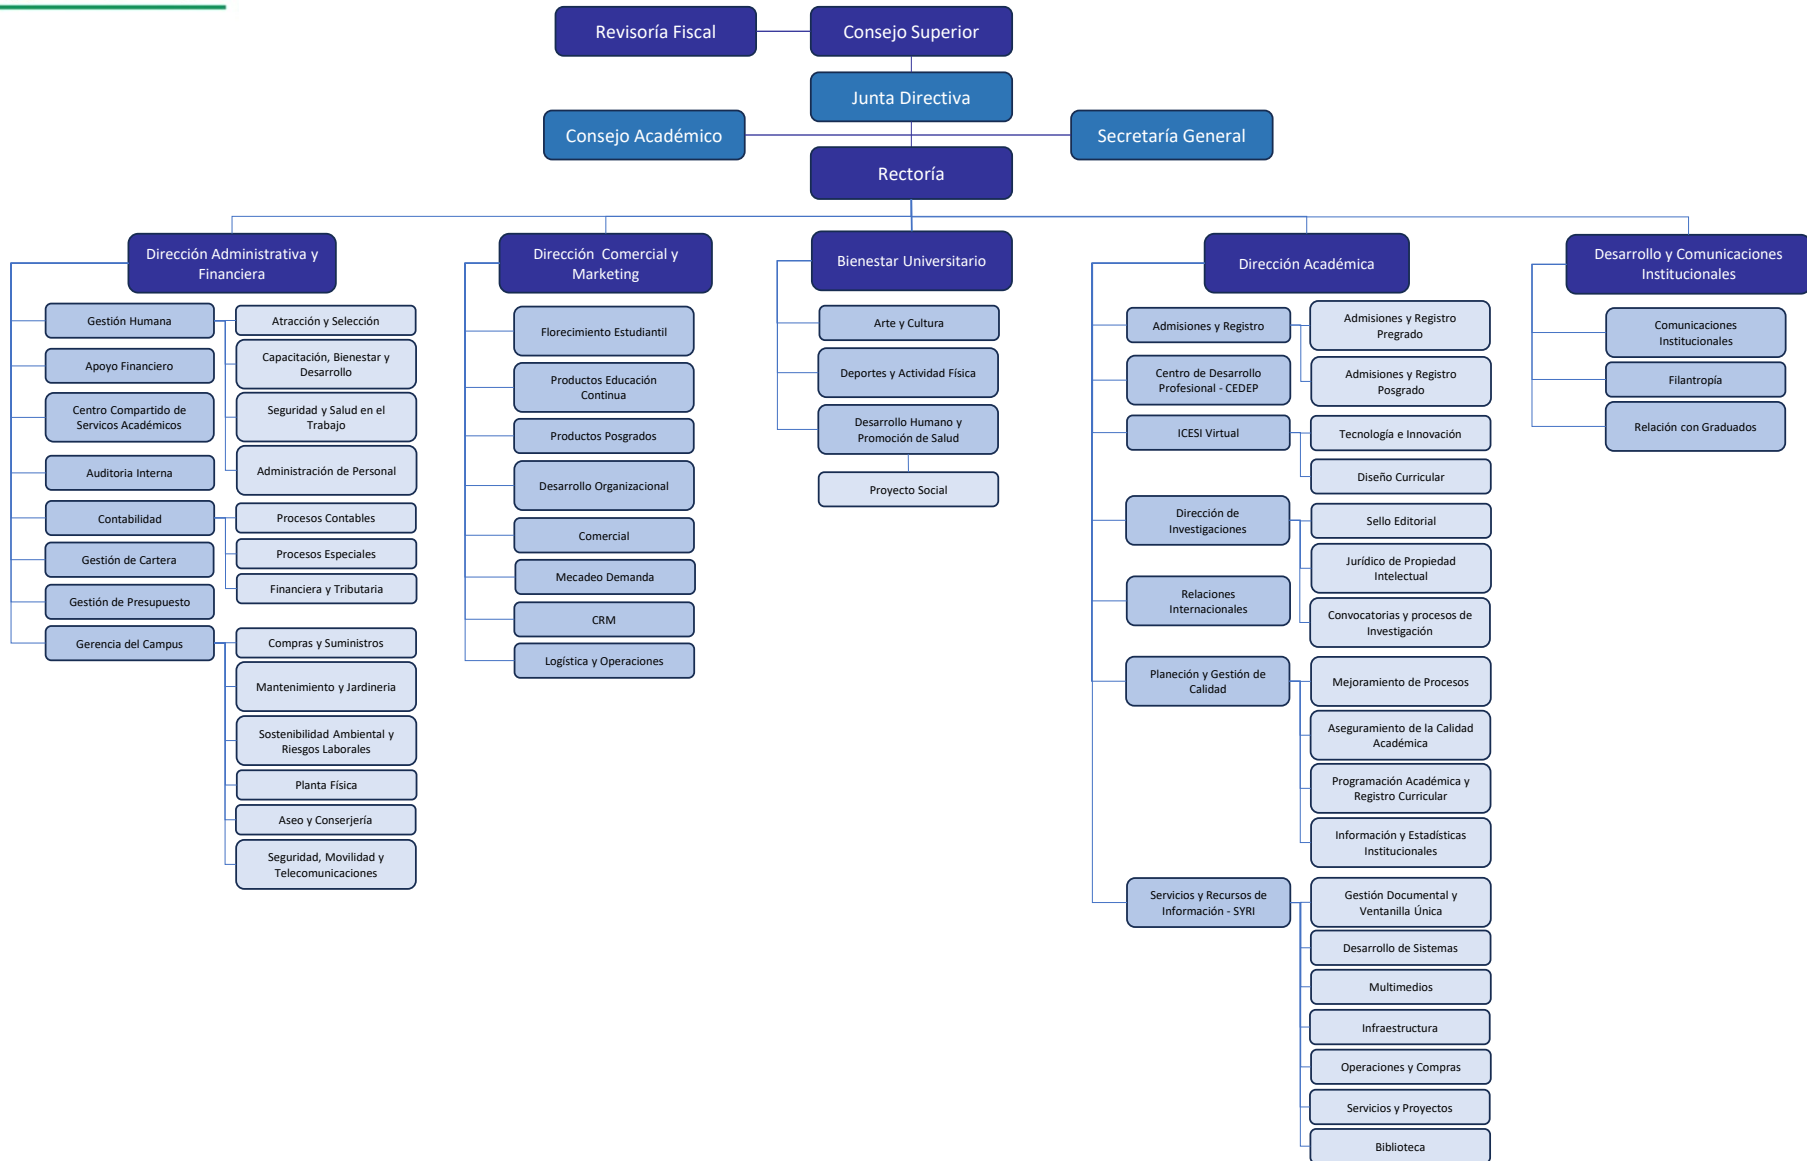 Revisoría Fiscal
Consejo Superior
Junta Directiva
Consejo Académico
Secretaría General
Rectoría
Dirección Administrativa y
Financiera
Gestión Humana
Atracción y Selección
Capacitación, Bienestar y
Desarrollo
Seguridad y Salud en el
Trabajo
Administración de Personal
Apoyo Financiero
Centro Compartido de
Servicos Académicos
Auditoria Interna
Contabilidad
Procesos Contables
Procesos Especiales
Financiera y Tributaria
Gestión de Cartera
Gestión de Presupuesto
Gerencia del Campus
Compras y Suministros
Mantenimiento y Jardineria
Sostenibilidad Ambiental y
Riesgos Laborales
Planta Física
Aseo y Conserjería
Seguridad, Movilidad y
Telecomunicaciones
Dirección Comercial y
Marketing
Florecimiento Estudiantil
Productos Educación
Continua
Productos Posgrados
Desarrollo Organizacional
Comercial
Mecadeo Demanda
CRM
Logística y Operaciones
Bienestar Universitario
Arte y Cultura
Deportes y Actividad Física
Desarrollo Humano y
Promoción de Salud
Proyecto Social
Dirección Académica
Admisiones y Registro
Admisiones y Registro
Pregrado
Admisiones y Registro
Posgrado
Centro de Desarrollo
Profesional - CEDEP
ICESI Virtual
Tecnología e Innovación
Diseño Curricular
Dirección de
Investigaciones
Sello Editorial
Jurídico de Propiedad
Intelectual
Convocatorias y procesos de
Investigación
Relaciones
Internacionales
Planeción y Gestión de
Calidad
Mejoramiento de Procesos
Aseguramiento de la Calidad
Académica
Programación Académica y
Registro Curricular
Información y Estadísticas
Institucionales
Servicios y Recursos de
Información - SYRI
Gestión Documental y
Ventanilla Única
Desarrollo de Sistemas
Multimedios
Infraestructura
Operaciones y Compras
Servicios y Proyectos
Biblioteca
Desarrollo y Comunicaciones
Institucionales
Comunicaciones
Institucionales
Filantropía
Relación con Graduados